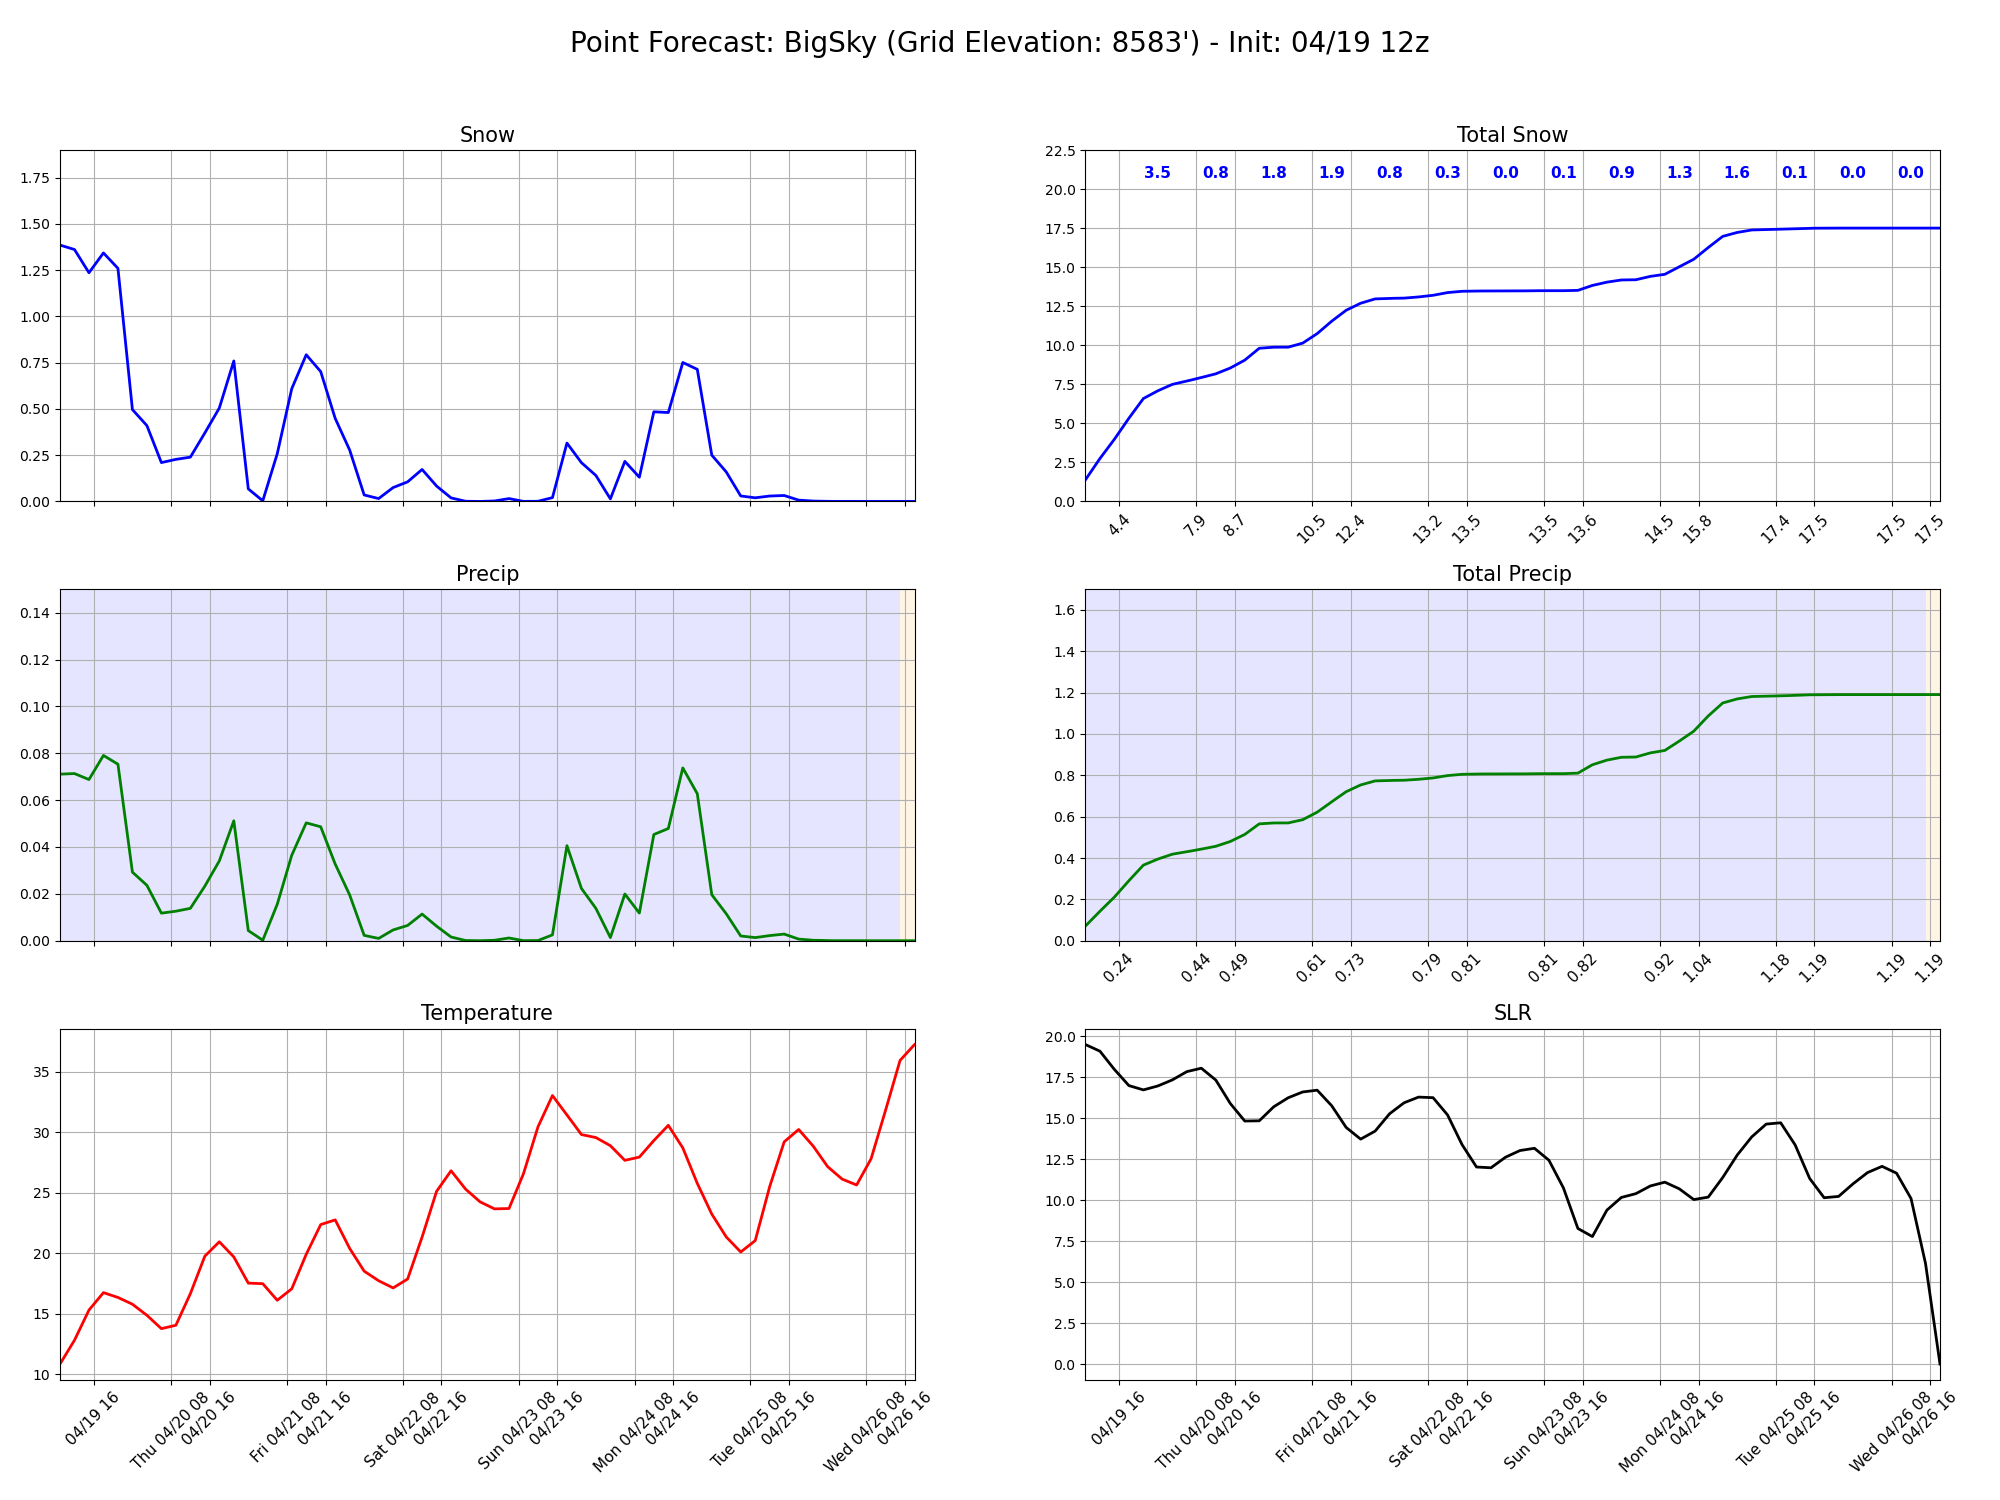 Point Forecast: BigSky (Grid Elevation: 8583') - Init: 04/19 12z
Snow
1.75
1.50
1.25
1.00
0.75
0.50
0.25
0.00
Total Snow
22.5
20.0
17.5
15.0
12.5
10.0
7.5
5.0
2.5
0.0
3.5 0.8 1.8 1.9 0.8 0.3 0.0 0.1 0.9 1.3 1.6 0.1 0.0 0.0
4.4 7.9 8.7 10.5 12.4 13.2 13.5 13.5 13.6 14.5 15.8 17.4 17.5 17.5 17.5
Precip
0.14
0.12
0.10
0.08
0.06
0.04
0.02
0.00
Total Precip
1.6
1.4
1.2
1.0
0.8
0.6
0.4
0.2
0.0
0.24 0.44 0.49 0.61 0.73 0.79 0.81 0.81 0.82 0.92 1.04 1.18 1.19 1.19 1.19
Temperature
35
30
25
20
15
10
04/19 16
Thu 04/20 08
04/20 16
Fri 04/21 08
04/21 16
Sat 04/22 08
04/22 16
Sun 04/23 08
04/23 16
Mon 04/24 08
04/24 16
Tue 04/25 08
04/25 16
Wed 04/26 08
04/26 16
SLR
20.0
17.5
15.0
12.5
10.0
7.5
5.0
2.5
0.0
04/19 16
Thu 04/20 08
04/20 16
Fri 04/21 08
04/21 16
Sat 04/22 08
04/22 16
Sun 04/23 08
04/23 16
Mon 04/24 08
04/24 16
Tue 04/25 08
04/25 16
Wed 04/26 08
04/26 16